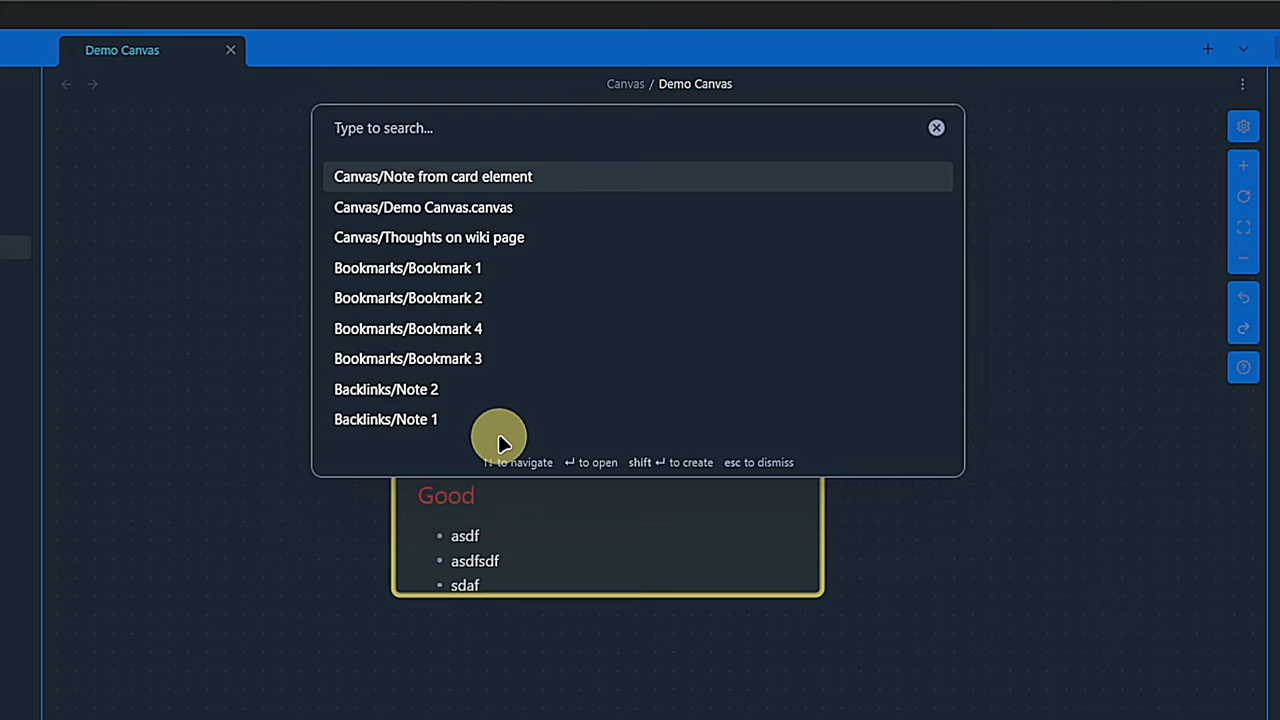 Demo Canvas
Canvas / Demo Canvas
Type to search...
Canvas/Note from card element
Canvas/Demo Canvas.canvas
Canvas/Thoughts on wiki page
Bookmarks/Bookmark 1
Bookmarks/Bookmark 2
Bookmarks/Bookmark 4
Bookmarks/Bookmark 3
Backlinks/Note 2
Backlinks/Note 1
↑↓ to navigate ↵ to open shift ↵ to create esc to dismiss
Good
• asdf
• asdfsdf
• sdaf